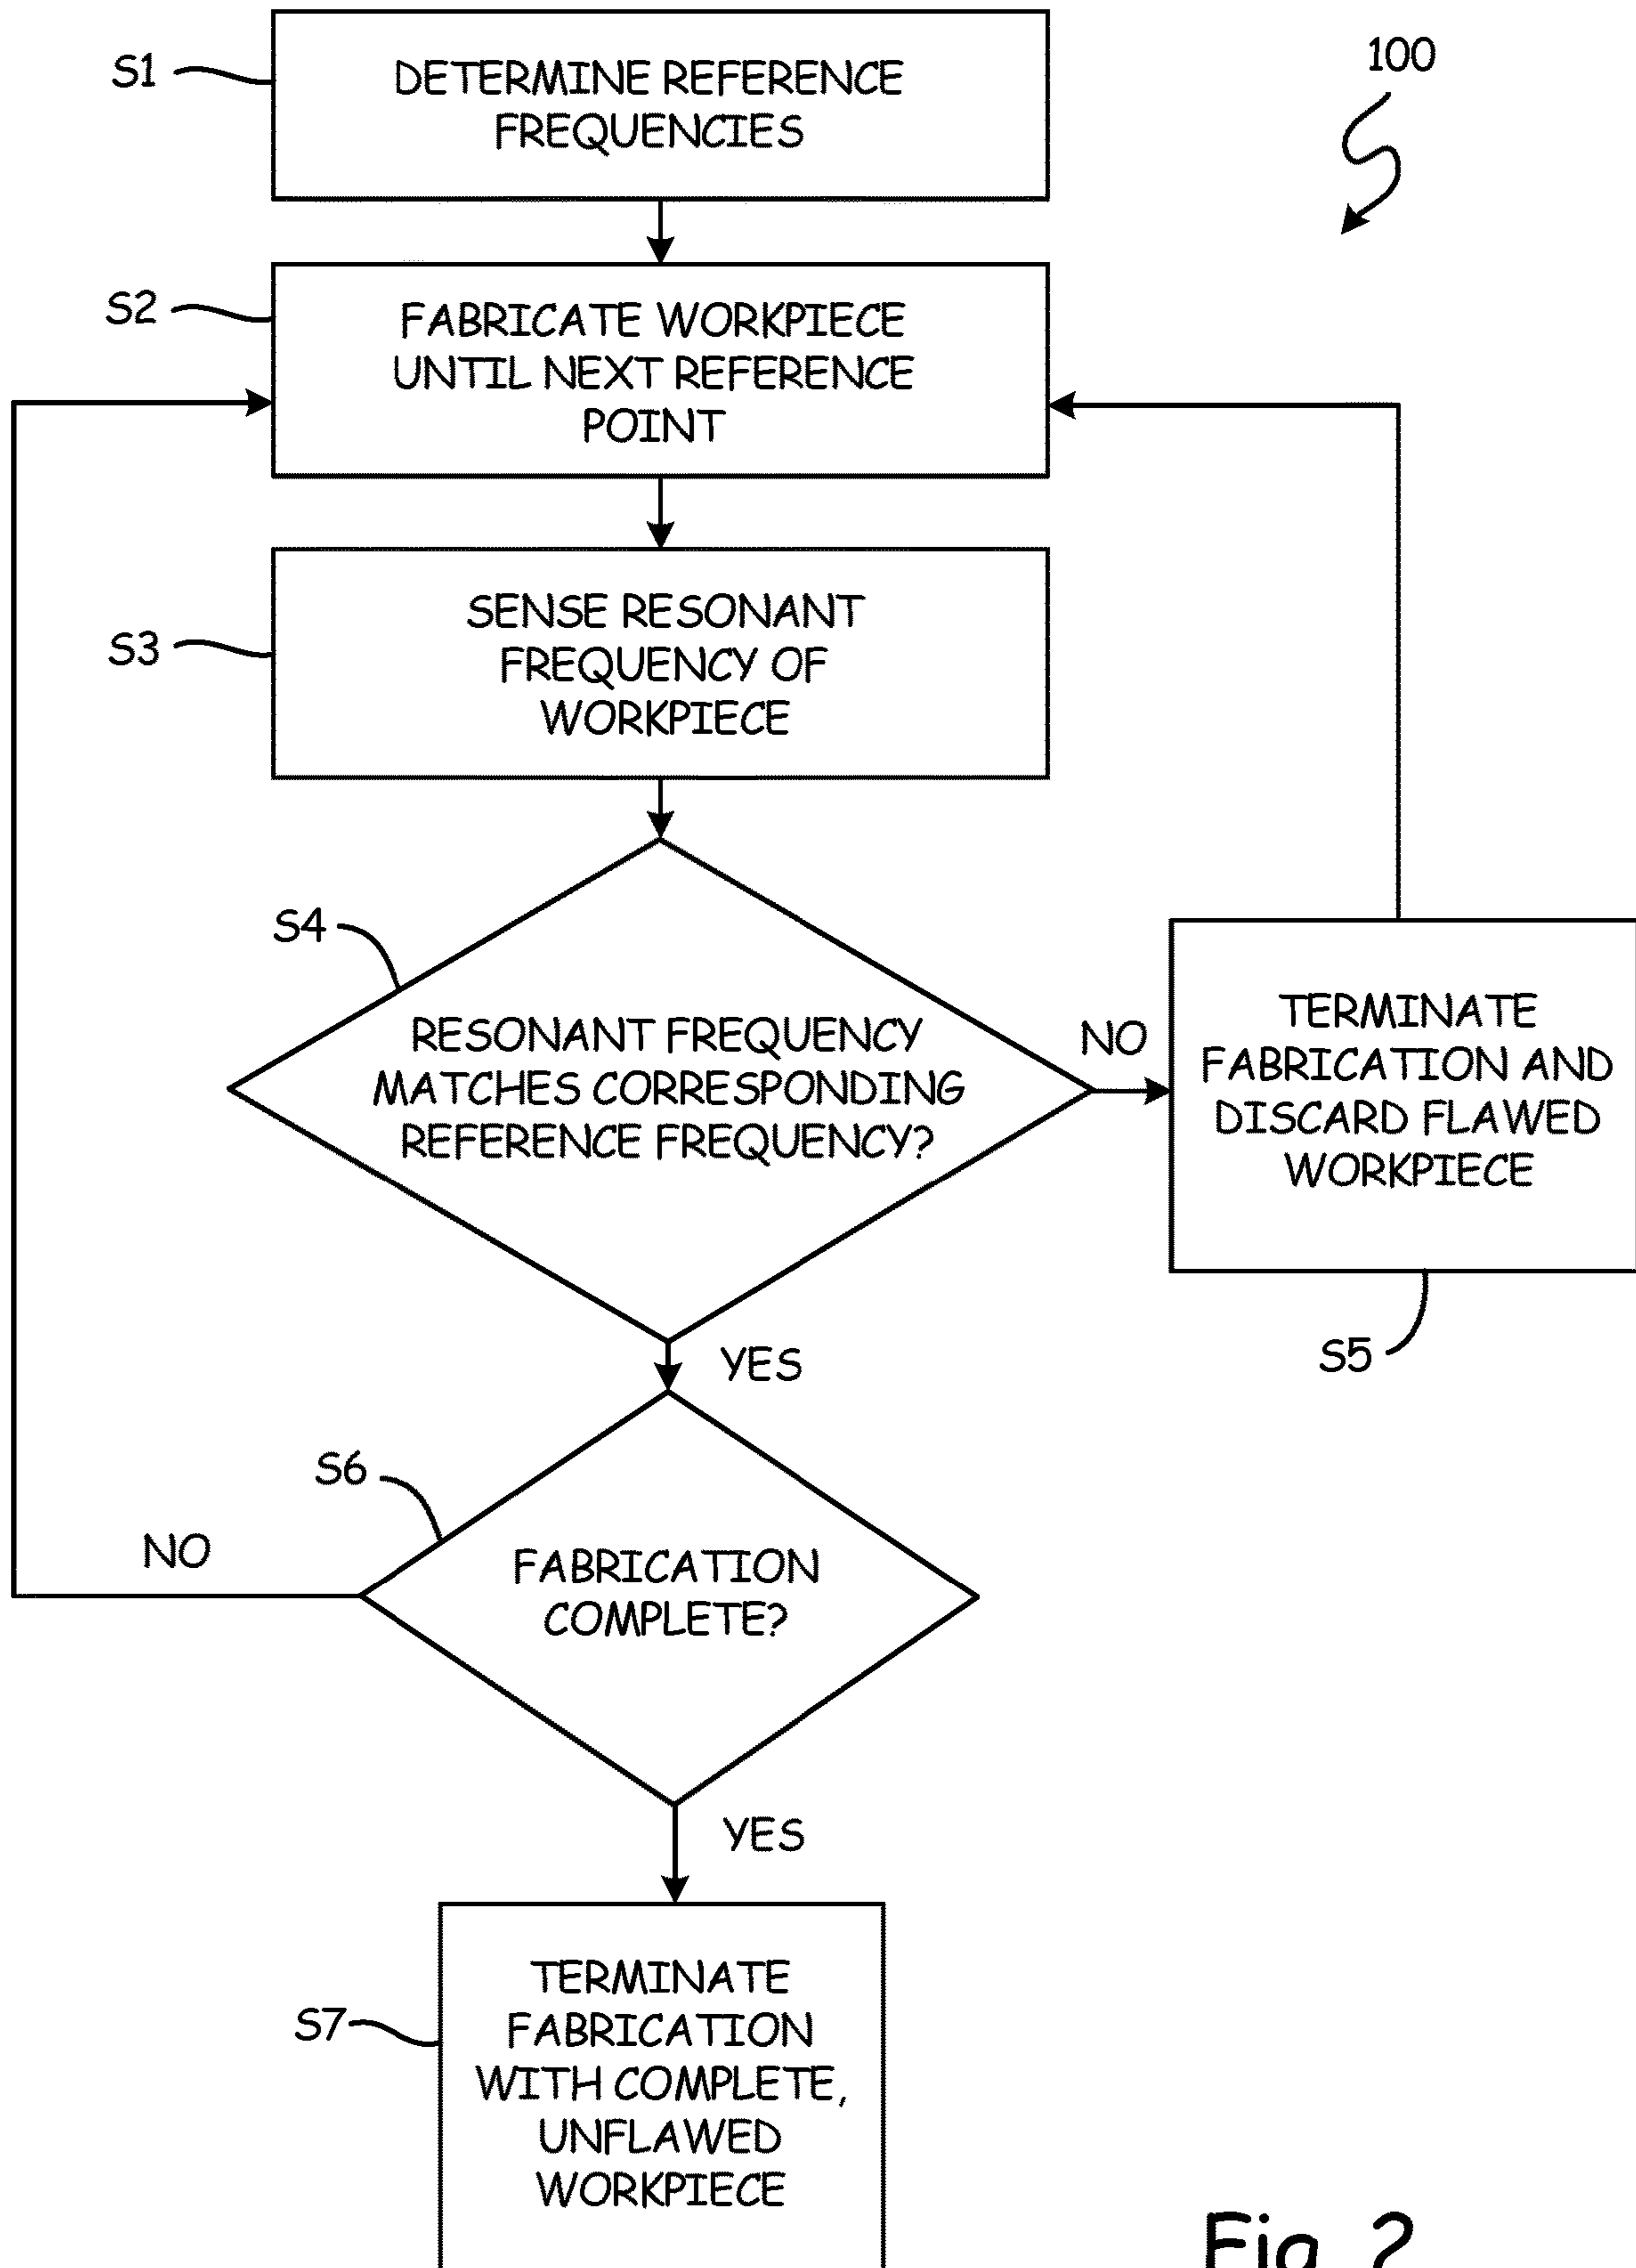 S1
DETERMINE REFERENCE
FREQUENCIES
100
S2
FABRICATE WORKPIECE
UNTIL NEXT REFERENCE
POINT
S3
SENSE RESONANT
FREQUENCY OF
WORKPIECE
S4
RESONANT FREQUENCY
MATCHES CORRESPONDING
REFERENCE FREQUENCY?
NO
TERMINATE
FABRICATION AND
DISCARD FLAWED
WORKPIECE
S5
YES
S6
FABRICATION
COMPLETE?
NO
YES
S7
TERMINATE
FABRICATION
WITH COMPLETE,
UNFLAWED
WORKPIECE
Fig. 2